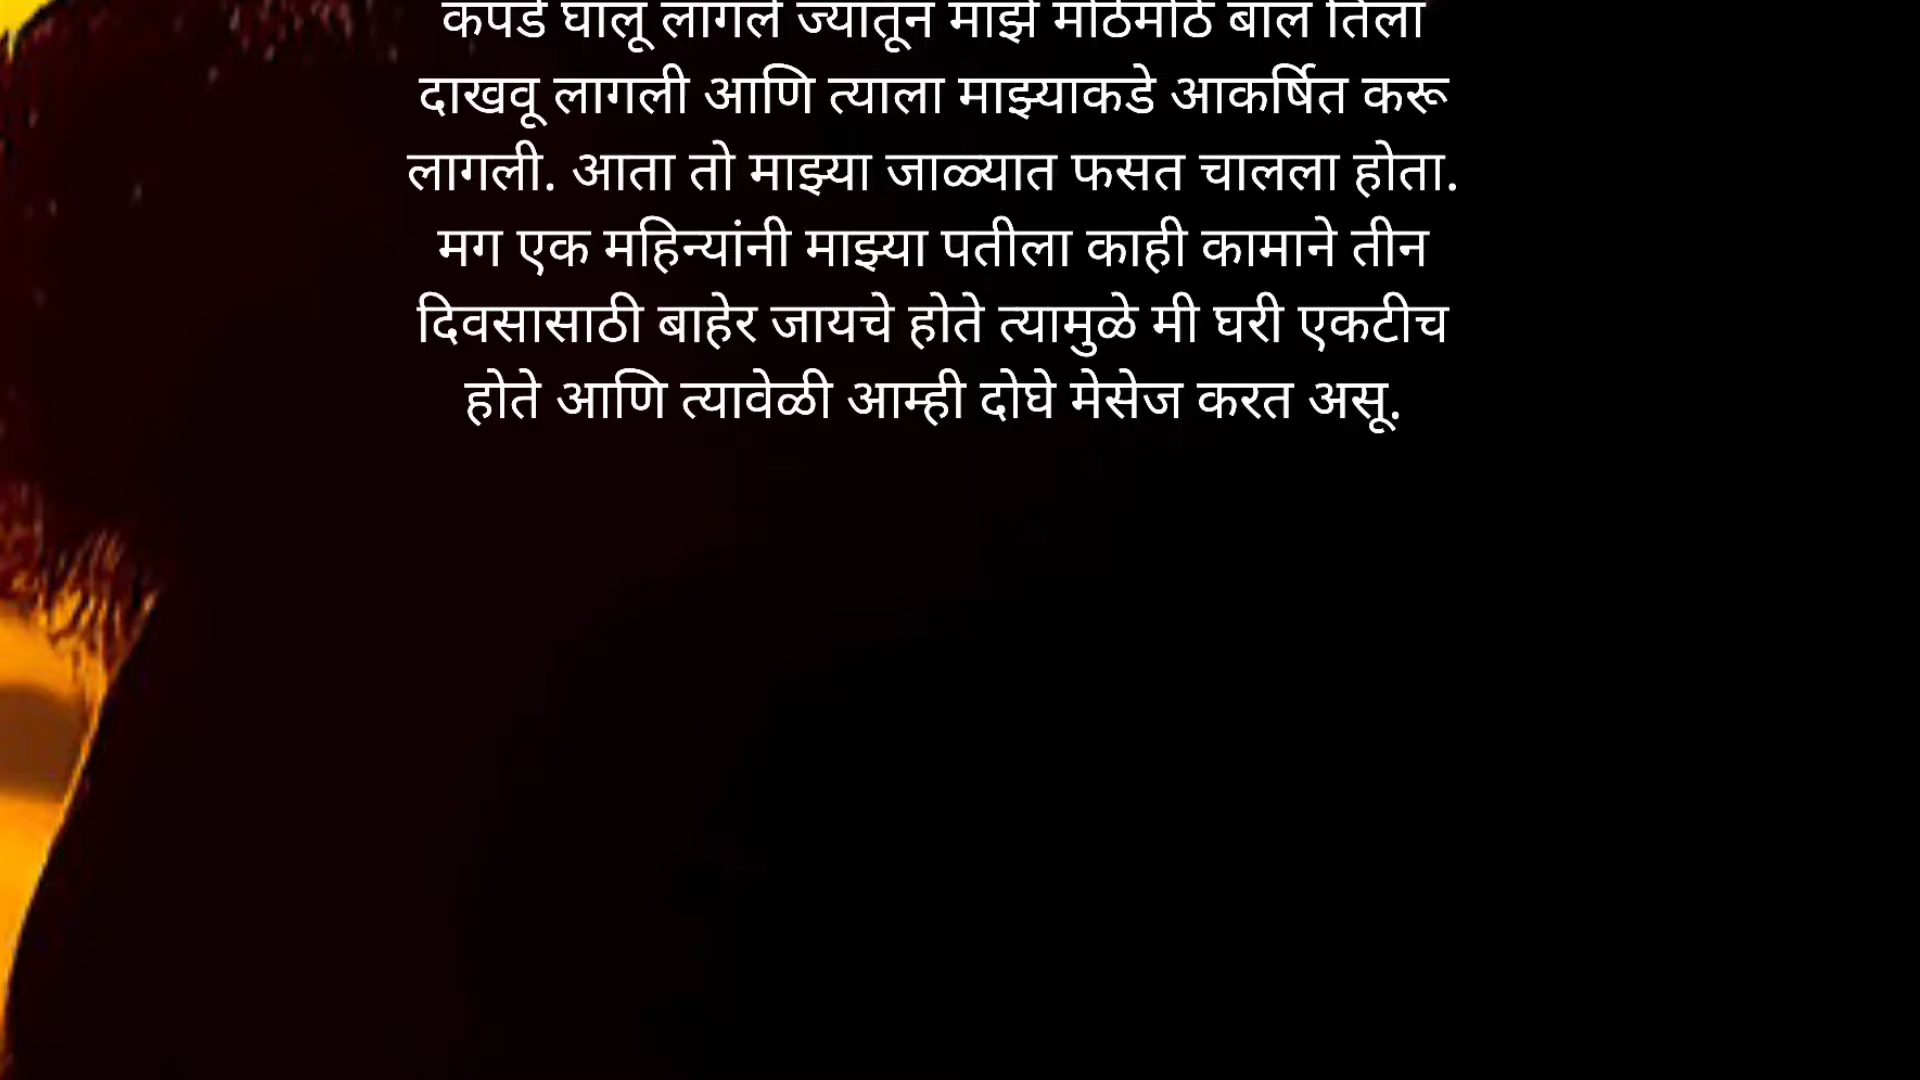 कपडे घालू लागले ज्यातून माझे मोठमोठे बॉल तिला
दाखवू लागली आणि त्याला माझ्याकडे आकर्षित करू
लागली. आता तो माझ्या जाळ्यात फसत चालला होता.
मग एक महिन्यांनी माझ्या पतीला काही कामाने तीन
दिवसासाठी बाहेर जायचे होते त्यामुळे मी घरी एकटीच
होते आणि त्यावेळी आम्ही दोघे मेसेज करत असू.